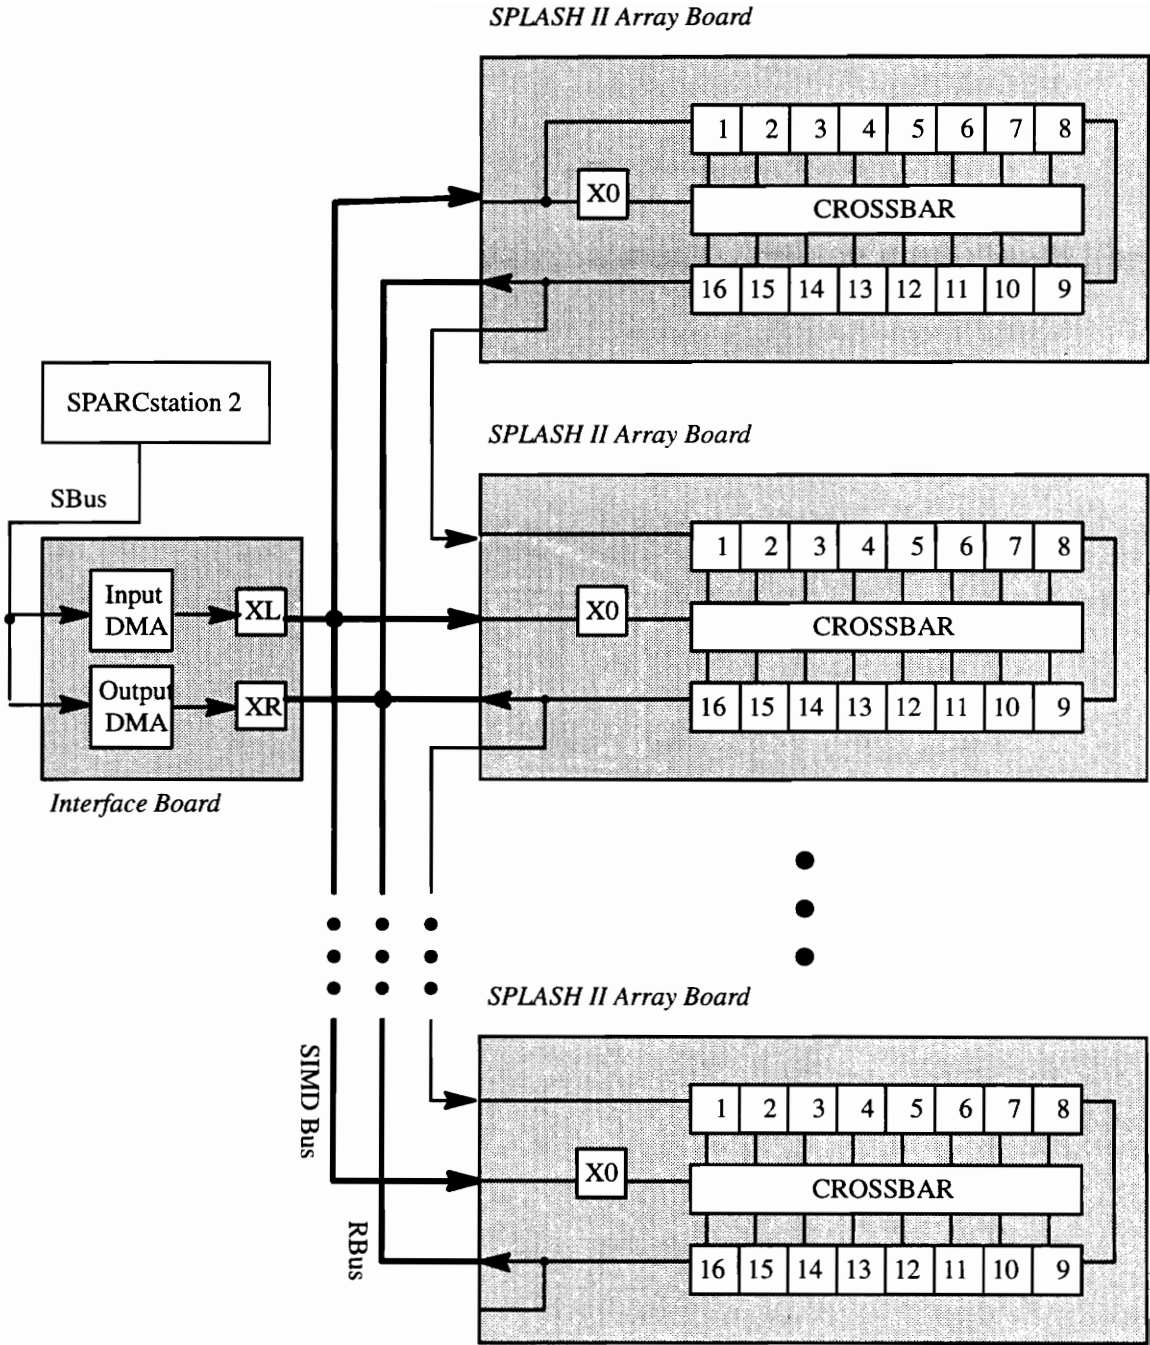 SPLASH II Array Board
1 2 3 4 5 6 7 8
X0
CROSSBAR
16 15 14 13 12 11 10 9
SPARCstation 2
SPLASH II Array Board
SBus
1 2 3 4 5 6 7 8
Input
DMA
XL
X0
CROSSBAR
Output
DMA
XR
16 15 14 13 12 11 10 9
Interface Board
SPLASH II Array Board
SIMD Bus
1 2 3 4 5 6 7 8
X0
CROSSBAR
RBus
16 15 14 13 12 11 10 9